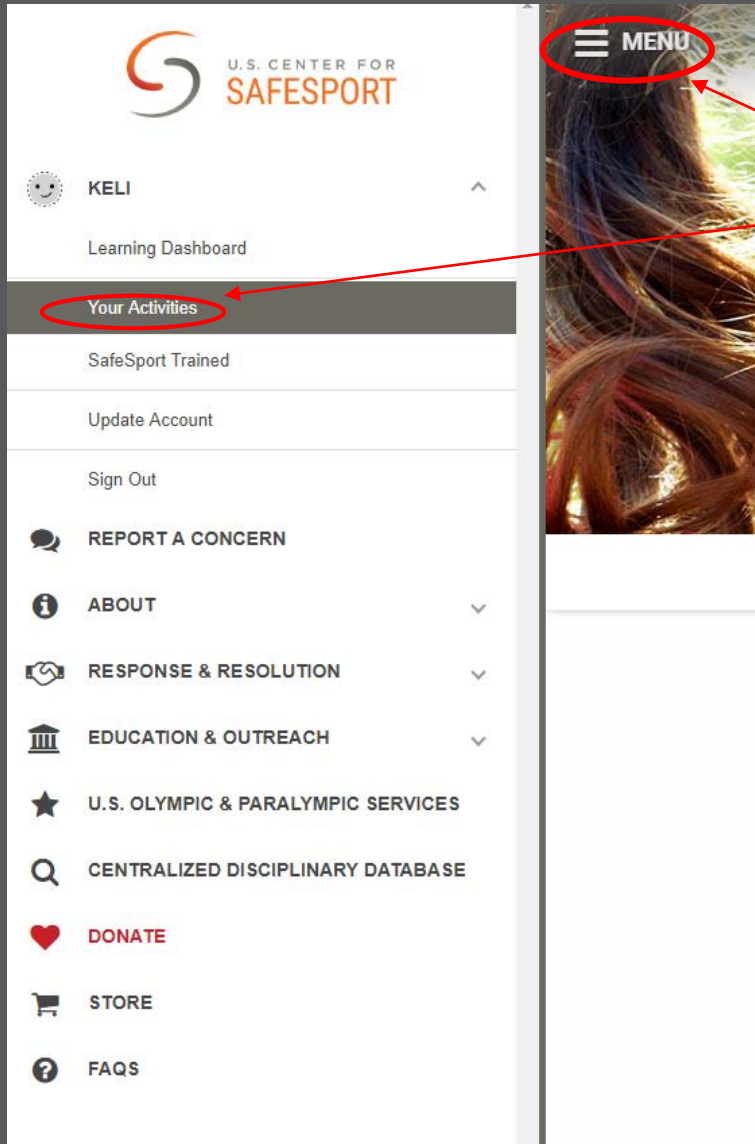 U.S. CENTER FOR
SAFESPORT
MENU
KELI
Learning Dashboard
Your Activities
SafeSport Trained
Update Account
Sign Out
REPORT A CONCERN
ABOUT
RESPONSE & RESOLUTION
EDUCATION & OUTREACH
U.S. OLYMPIC & PARALYMPIC SERVICES
CENTRALIZED DISCIPLINARY DATABASE
DONATE
STORE
FAQS